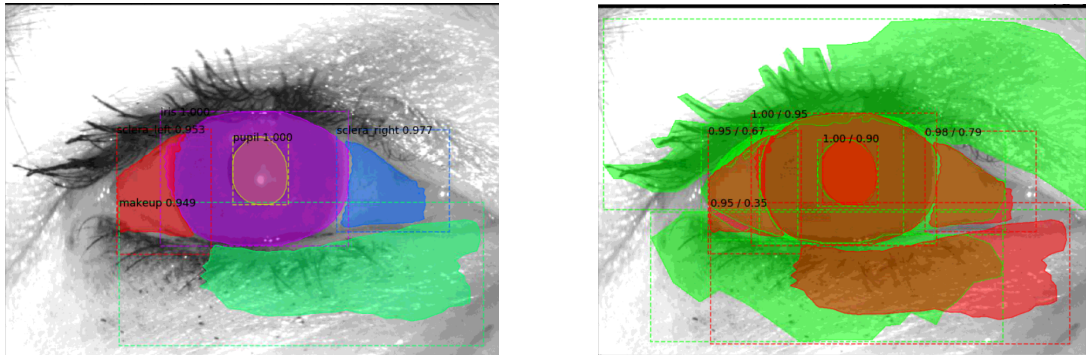 iris 1.000
sclera_left 0.953
pupil 1.000
sclera_right 0.977
makeup 0.949
1.00 / 0.95
0.95 / 0.67
1.00 / 0.90
0.98 / 0.79
0.95 / 0.35